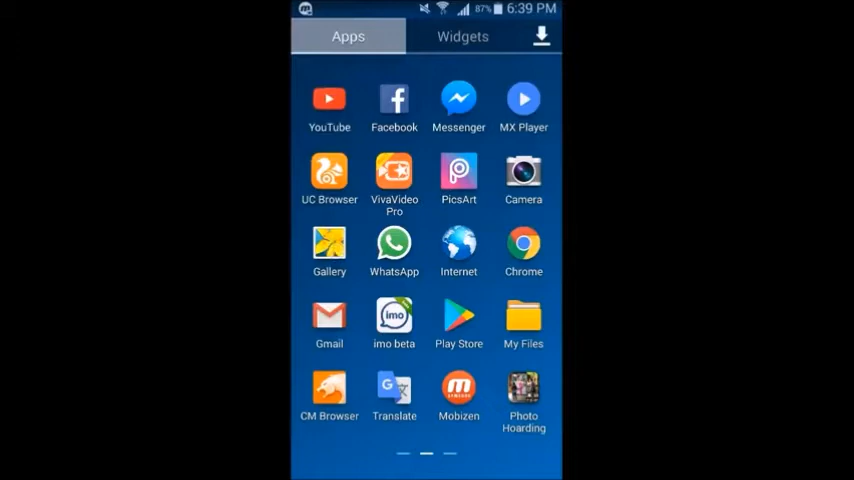 87% 6:39 PM
Apps Widgets
YouTube Facebook Messenger MX Player
UC Browser VivaVideo Pro PicsArt Camera
Gallery WhatsApp Internet Chrome
imo
Gmail imo beta Play Store My Files
G
CM Browser Translate Mobizen Photo Hoarding